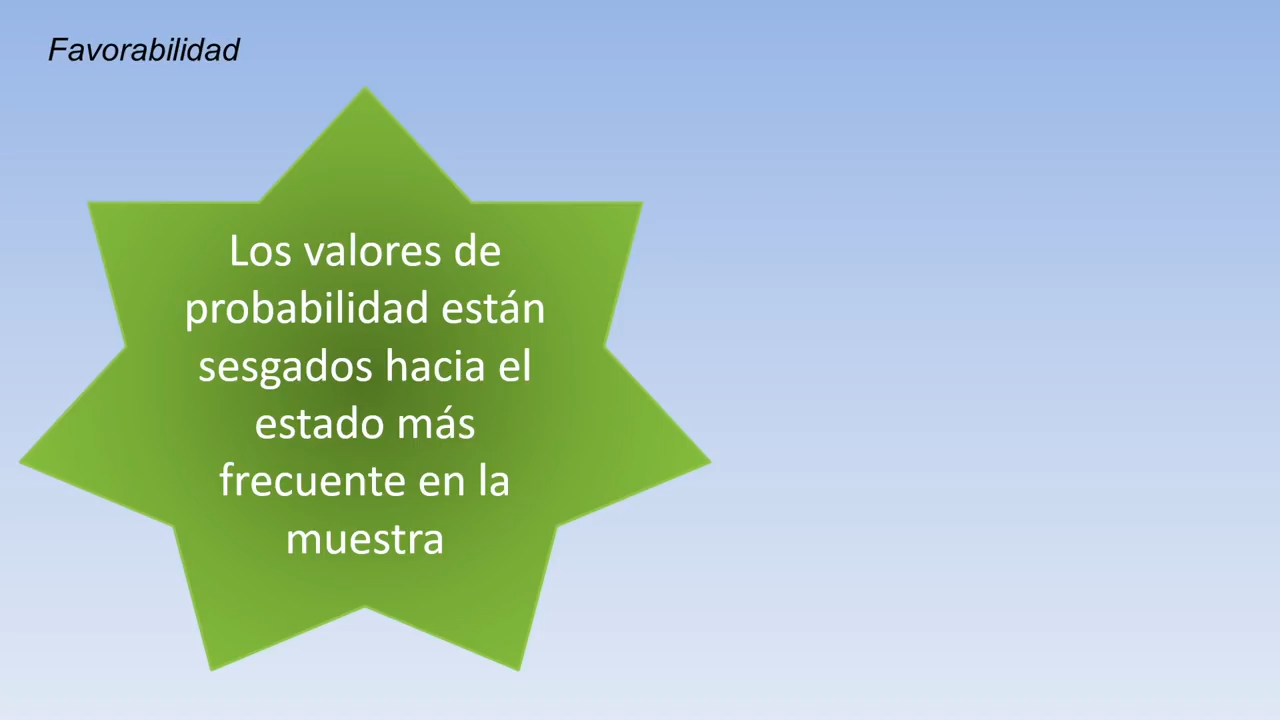 Favorabilidad
Los valores de
probabilidad están
sesgados hacia el
estado más
frecuente en la
muestra